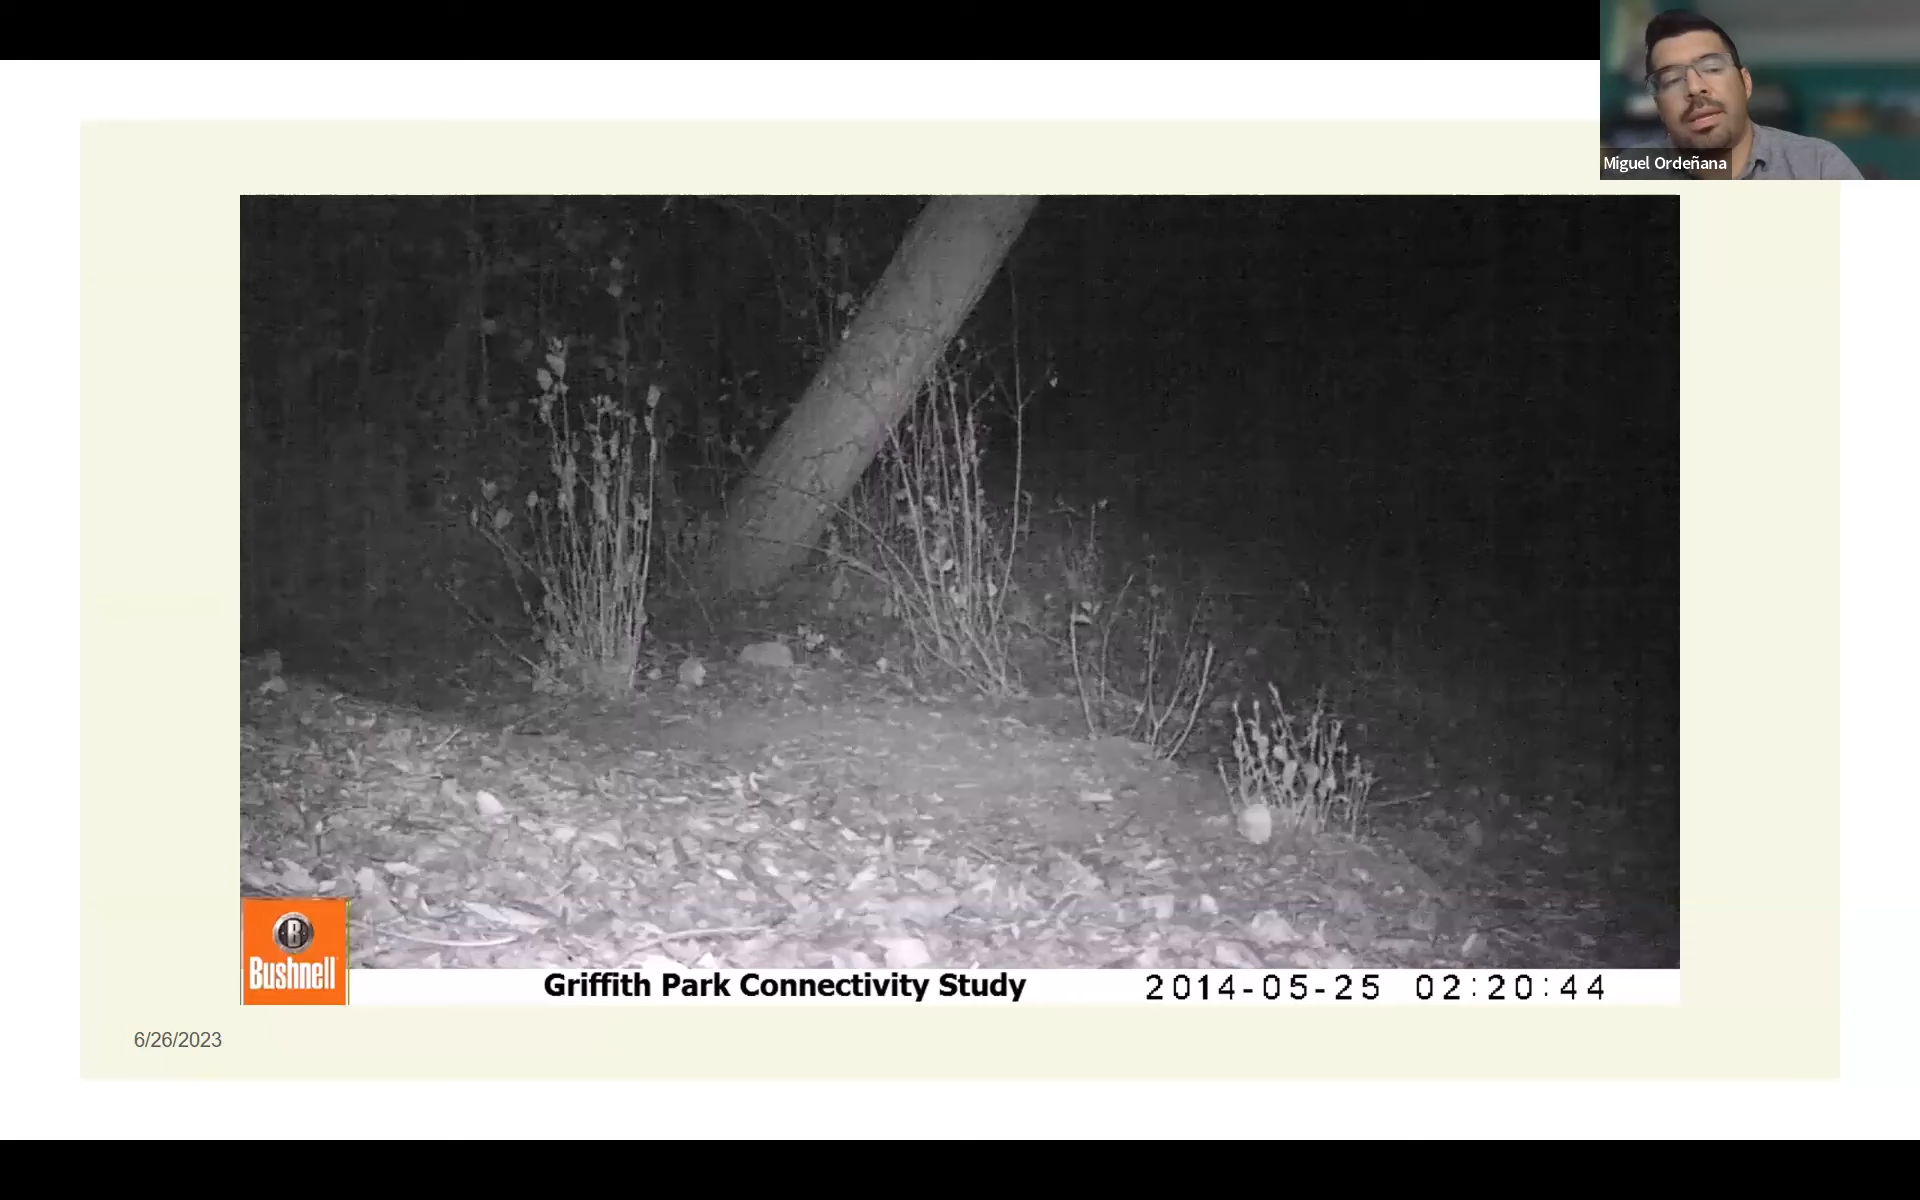 Miguel Ordeñana
B
Bushnell
Griffith Park Connectivity Study 2014-05-25 02:20:44
6/26/2023